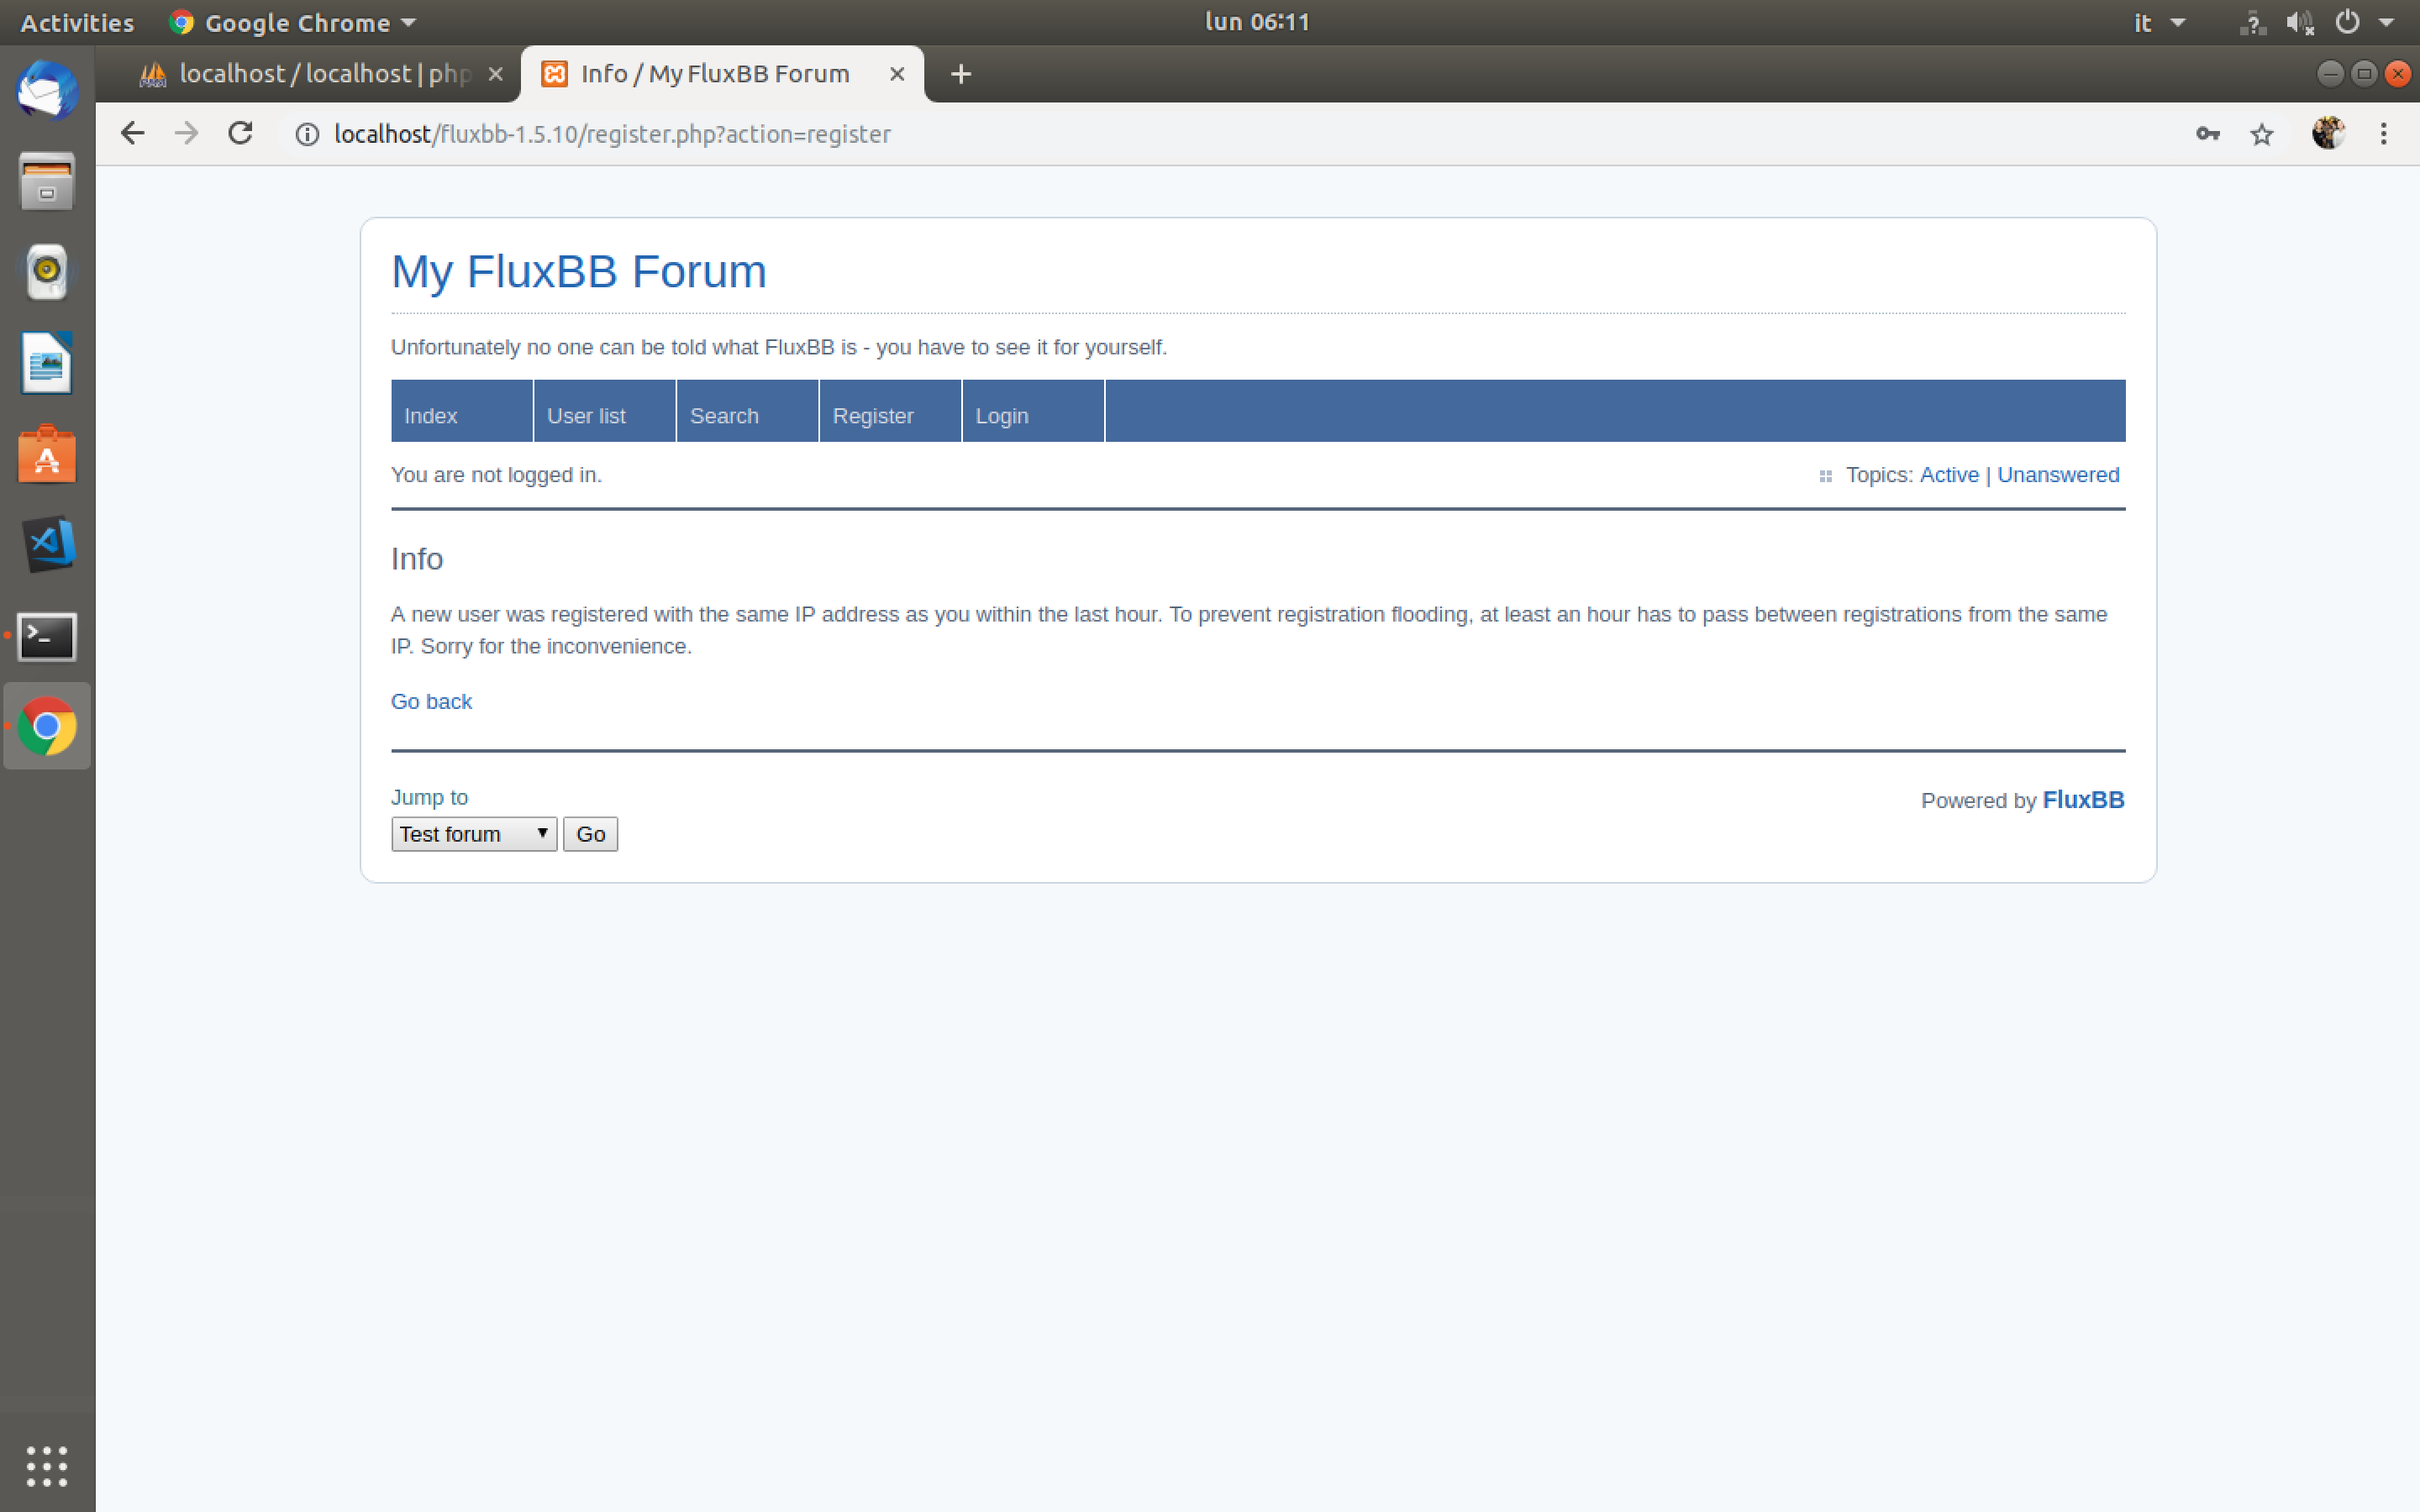 Activities Google Chrome lun 06:11 it
localhost / localhost | php Info / My FluxBB Forum
localhost/fluxbb-1.5.10/register.php?action=register
My FluxBB Forum
Unfortunately no one can be told what FluxBB is - you have to see it for yourself.
Index User list Search Register Login
You are not logged in. Topics: Active | Unanswered
Info
A new user was registered with the same IP address as you within the last hour. To prevent registration flooding, at least an hour has to pass between registrations from the same
IP. Sorry for the inconvenience.
Go back
Jump to
Powered by FluxBB
Test forum Go